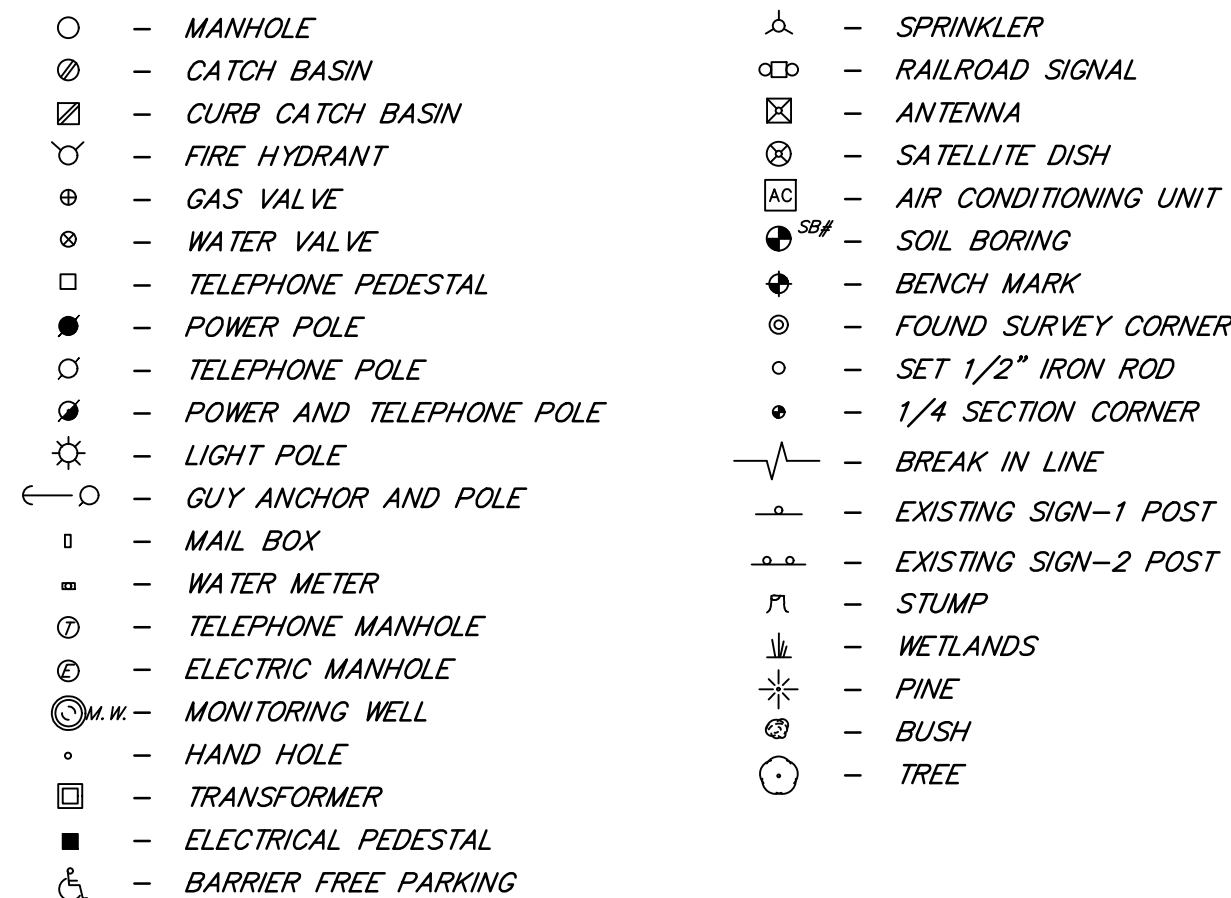 — MANHOLE
— CATCH BASIN
— CURB CATCH BASIN
— FIRE HYDRANT
— GAS VALVE
— WATER VALVE
— TELEPHONE PEDESTAL
— POWER POLE
— TELEPHONE POLE
— POWER AND TELEPHONE POLE
— LIGHT POLE
— GUY ANCHOR AND POLE
— MAIL BOX
— WATER METER
T — TELEPHONE MANHOLE
E — ELECTRIC MANHOLE
M.W. — MONITORING WELL
— HAND HOLE
— TRANSFORMER
— ELECTRICAL PEDESTAL
— BARRIER FREE PARKING
— SPRINKLER
— RAILROAD SIGNAL
— ANTENNA
— SATELLITE DISH
AC — AIR CONDITIONING UNIT
SB# — SOIL BORING
— BENCH MARK
— FOUND SURVEY CORNER
— SET 1/2" IRON ROD
— 1/4 SECTION CORNER
— BREAK IN LINE
— EXISTING SIGN-1 POST
— EXISTING SIGN-2 POST
— STUMP
— WETLANDS
— PINE
— BUSH
— TREE